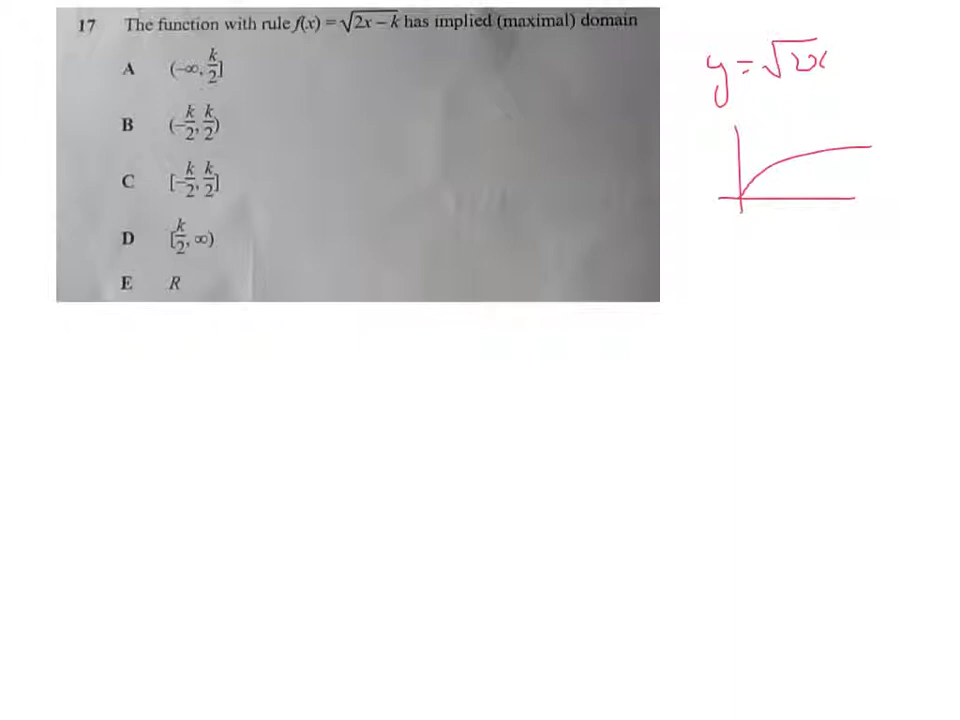 17 The function with rule f(x) = √(2x – k) has implied (maximal) domain
A (–∞, k/2]
B (–k/2, k/2)
C [–k/2, k/2]
D [k/2, ∞)
E R
y = √2x